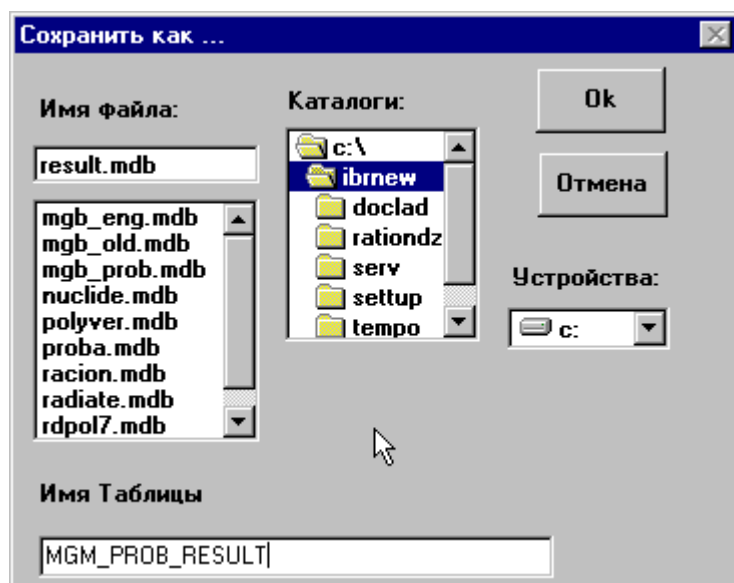 Сохранить как ...
Имя файла:
result.mdb
mgb_eng.mdb
mgb_old.mdb
mgb_prob.mdb
nuclide.mdb
polyver.mdb
proba.mdb
racion.mdb
radiate.mdb
rdpol7.mdb
Каталоги:
c:\
ibrnew
doclad
rationdz
serv
settup
tempo
Ok
Отмена
Устройства:
c:
Имя Таблицы
MGM_PROB_RESULT